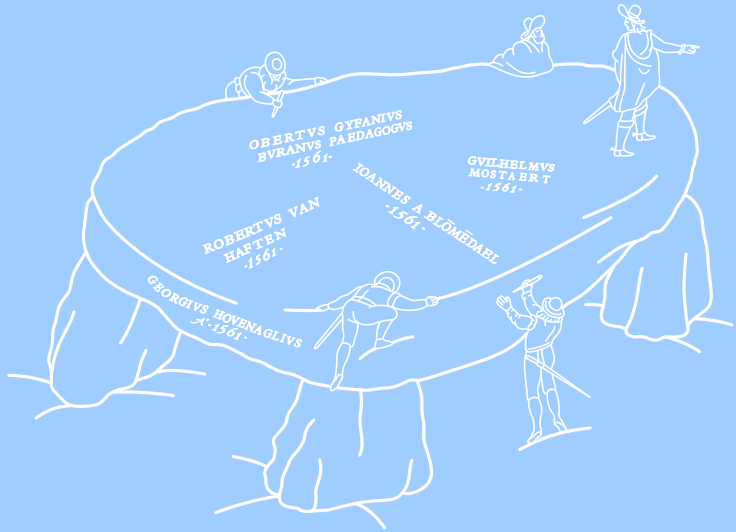 OBERTVS GYFANIVS
BVRANVS PAEDAGOGVS
-1561-
GVILHELMVS
MOSTAERT
-1561-
IOANNES A BLŌMĒDAEL
-1561-
ROBERTVS VAN
HAFTEN
-1561-
GEORGIVS HOVENAGLIVS
A° -1561-